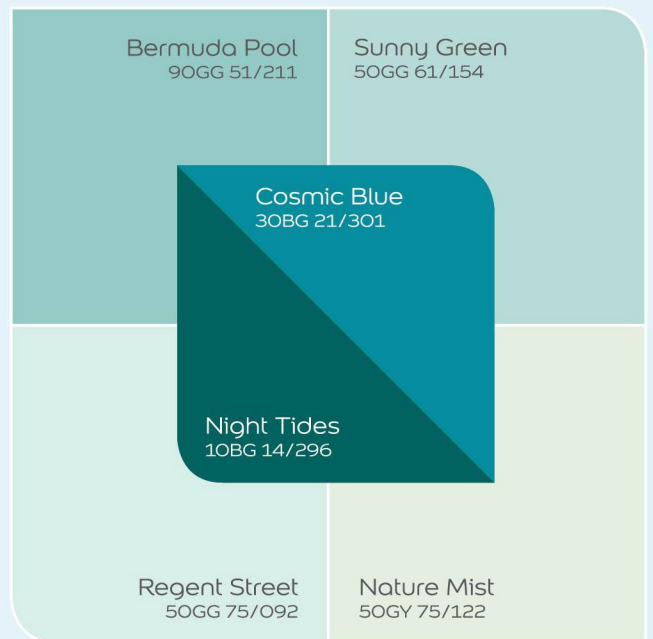 Bermuda Pool
90GG 51/211
Sunny Green
50GG 61/154
Cosmic Blue
30BG 21/301
Night Tides
10BG 14/296
Regent Street
50GG 75/092
Nature Mist
50GY 75/122